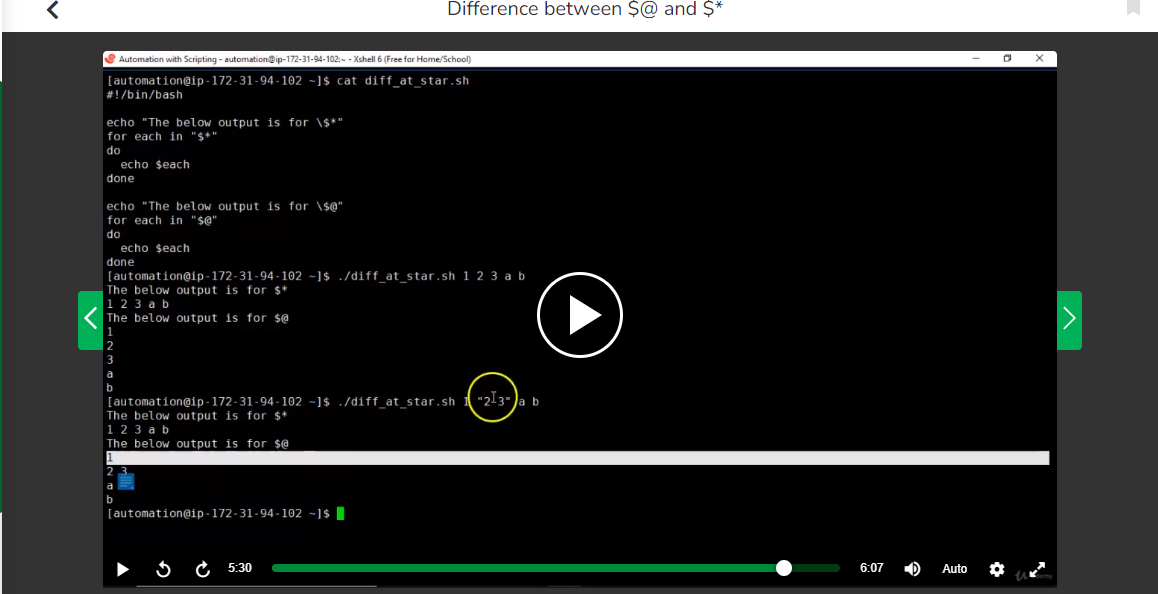 Difference between $@ and $*
Automation with Scripting - automation@ip-172-31-94-102:~ - Xshell 6 (Free for Home/School)
[automation@ip-172-31-94-102 ~]$ cat diff_at_star.sh
#!/bin/bash
echo "The below output is for \$*"
for each in "$*"
do
echo $each
done
echo "The below output is for \$@"
for each in "$@"
do
echo $each
done
[automation@ip-172-31-94-102 ~]$ ./diff_at_star.sh 1 2 3 a b
The below output is for $*
1 2 3 a b
The below output is for $@
1
2
3
a
b
[automation@ip-172-31-94-102 ~]$ ./diff_at_star.sh 1 "2 3" a b
The below output is for $*
1 2 3 a b
The below output is for $@
1
2 3
a
b
[automation@ip-172-31-94-102 ~]$
5:30 6:07 Auto